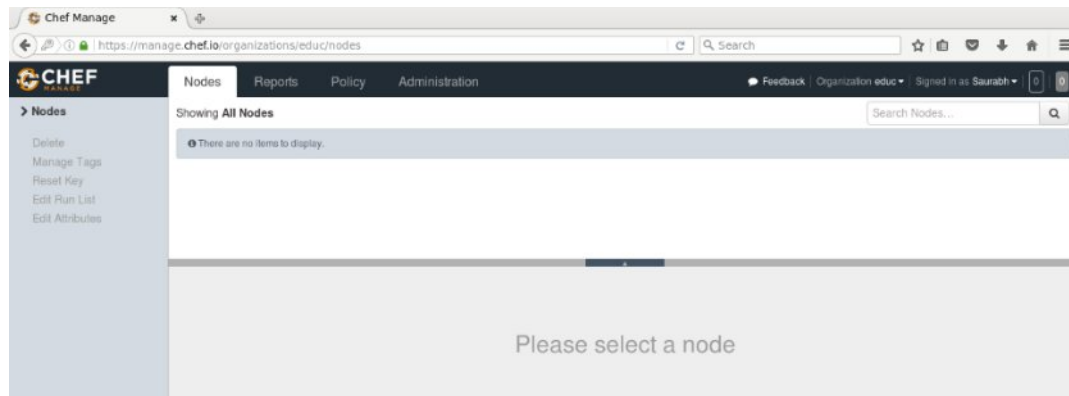 Chef Manage
https://manage.chef.io/organizations/educ/nodes
Search
CHEF
MANAGE
Nodes Reports Policy Administration
Feedback Organization educ Signed in as Saurabh 0 0
Nodes
Delete
Manage Tags
Reset Key
Edit Run List
Edit Attributes
Showing All Nodes
Search Nodes...
There are no items to display.
Please select a node